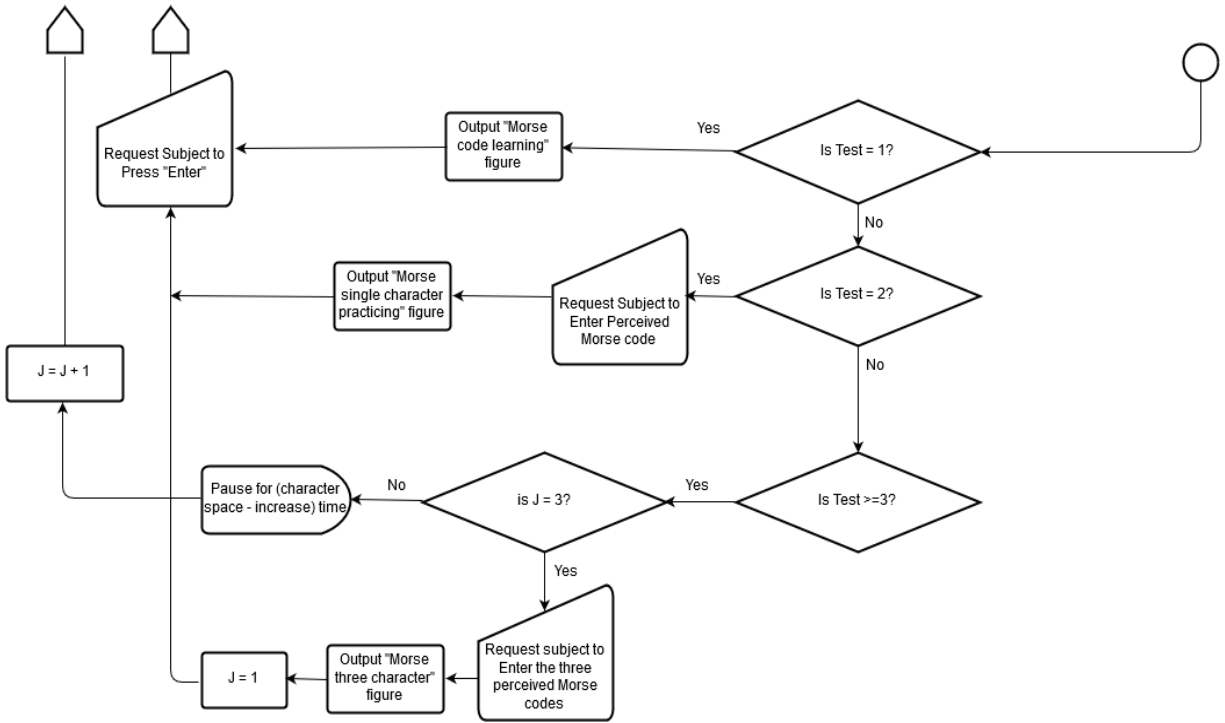 Is Test = 1?
Yes
Output "Morse
code learning"
figure
Request Subject to
Press "Enter"
No
Is Test = 2?
Yes
Request Subject to
Enter Perceived
Morse code
Output "Morse
single character
practicing" figure
No
Is Test >=3?
Yes
is J = 3?
No
Pause for (character
space - increase) time
J = J + 1
Yes
Request subject to
Enter the three
perceived Morse
codes
Output "Morse
three character"
figure
J = 1